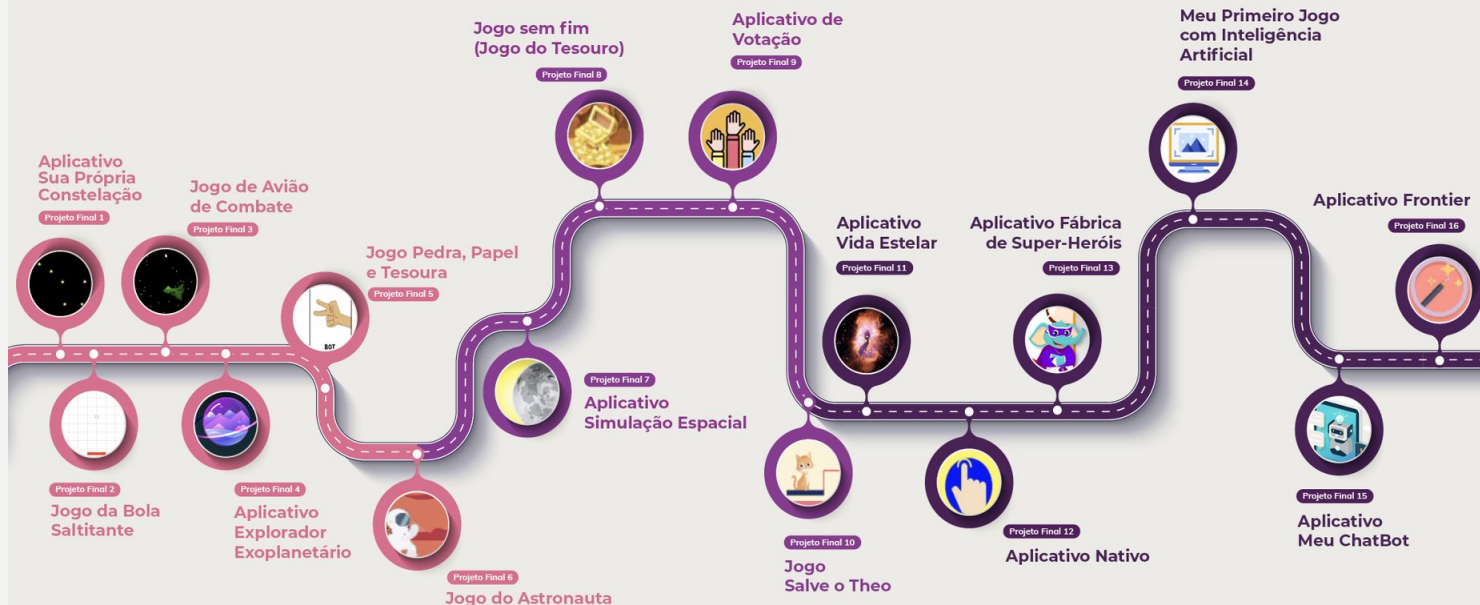 Aplicativo
Sua Própria
Constelação
Projeto Final 1
Projeto Final 2
Jogo da Bola
Saltitante
Jogo de Avião
de Combate
Projeto Final 3
Projeto Final 4
Aplicativo
Explorador
Exoplanetário
Jogo Pedra, Papel
e Tesoura
Projeto Final 5
BOT
Projeto Final 6
Jogo do Astronauta
Projeto Final 7
Aplicativo
Simulação Espacial
Jogo sem fim
(Jogo do Tesouro)
Projeto Final 8
Aplicativo de
Votação
Projeto Final 9
Projeto Final 10
Jogo
Salve o Theo
Aplicativo
Vida Estelar
Projeto Final 11
Projeto Final 12
Aplicativo Nativo
Aplicativo Fábrica
de Super-Heróis
Projeto Final 13
Meu Primeiro Jogo
com Inteligência
Artificial
Projeto Final 14
Projeto Final 15
Aplicativo
Meu ChatBot
Aplicativo Frontier
Projeto Final 16